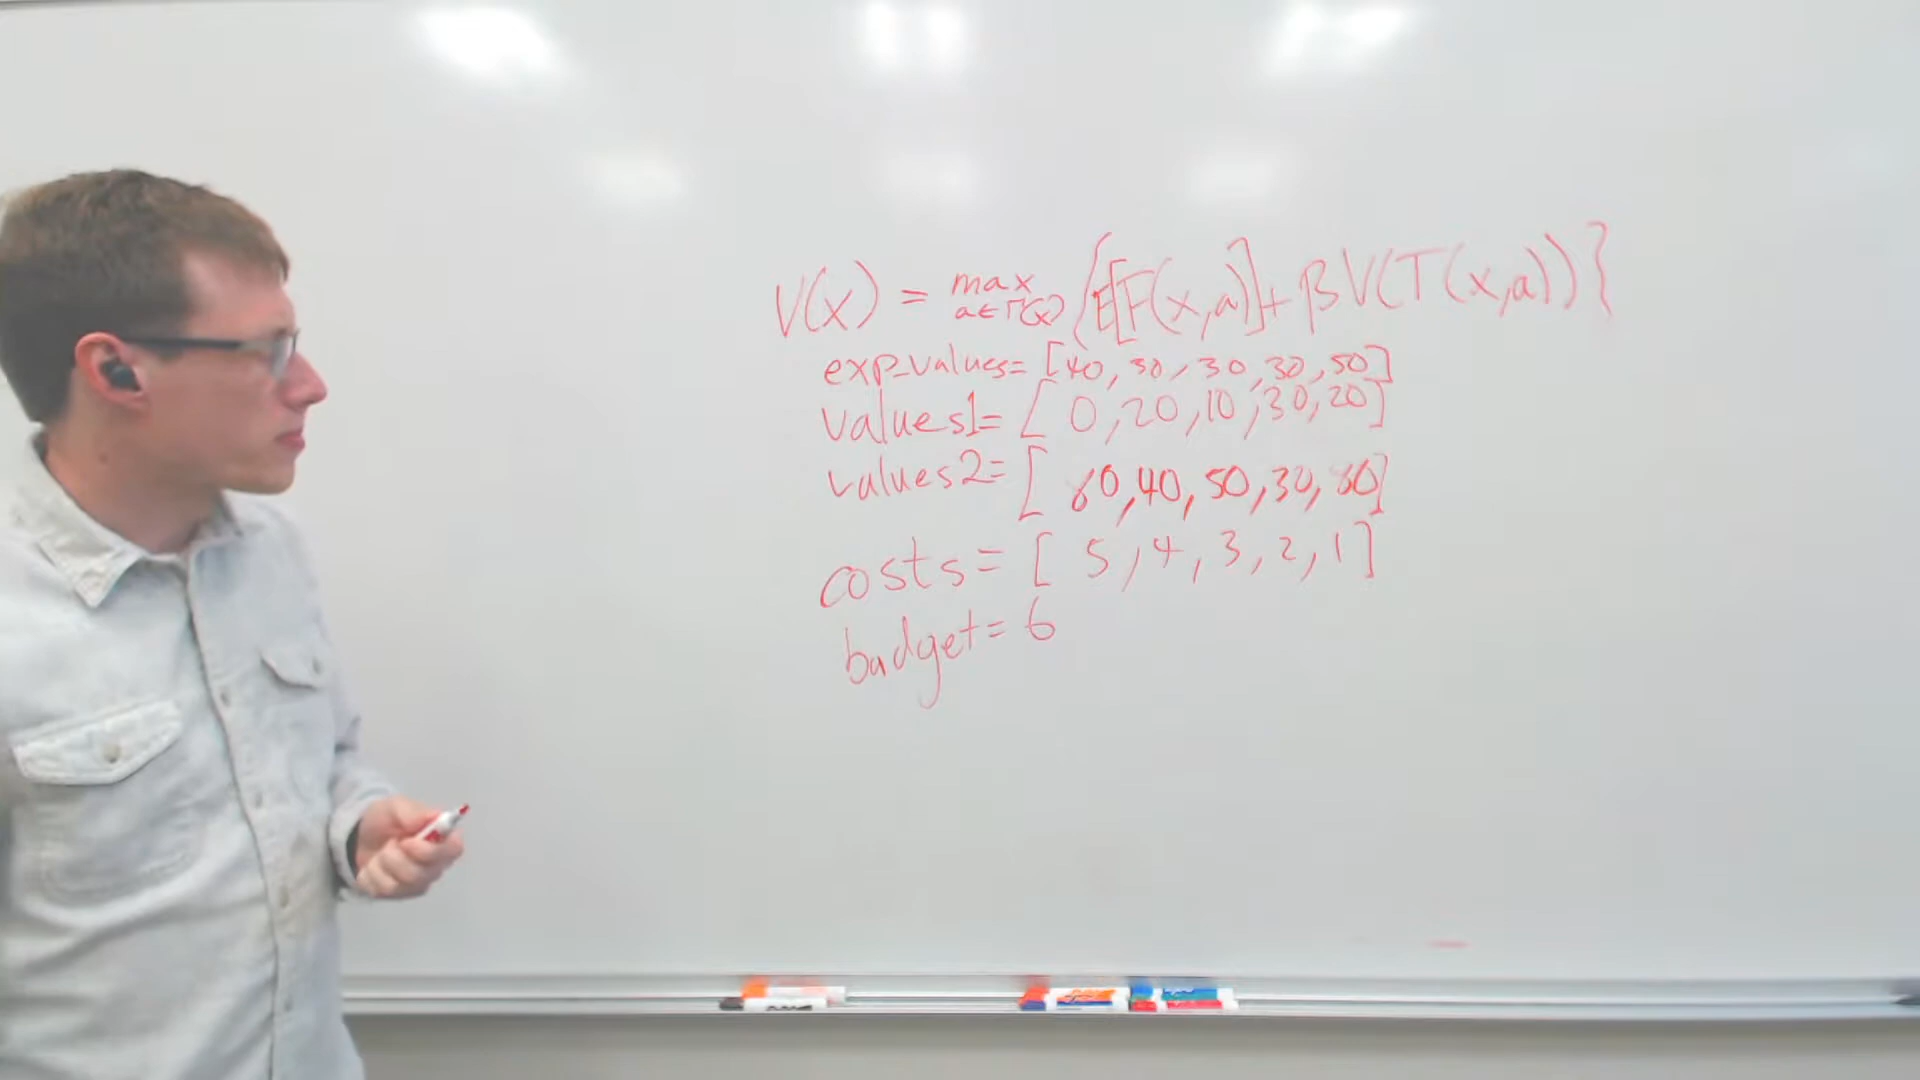 V(x) = max a∈Γ(x) {E[F(x,a)] + βV(T(x,a))}
exp_values = [40, 30, 30, 30, 50]
values1 = [0, 20, 10, 30, 20]
values2 = [80, 40, 50, 30, 80]
costs = [5, 4, 3, 2, 1]
budget = 6